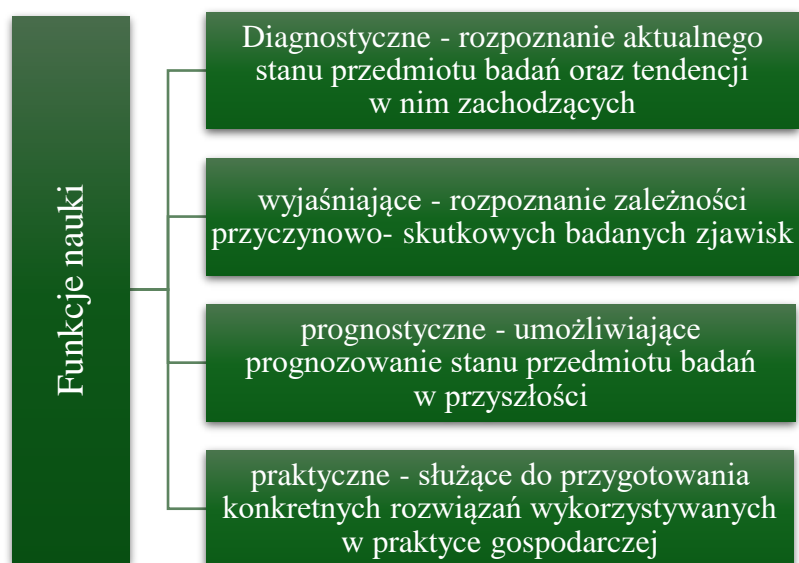 Funkcje nauki
Diagnostyczne - rozpoznanie aktualnego
stanu przedmiotu badań oraz tendencji
w nim zachodzących
wyjaśniające - rozpoznanie zależności
przyczynowo- skutkowych badanych zjawisk
prognostyczne - umożliwiające
prognozowanie stanu przedmiotu badań
w przyszłości
praktyczne - służące do przygotowania
konkretnych rozwiązań wykorzystywanych
w praktyce gospodarczej